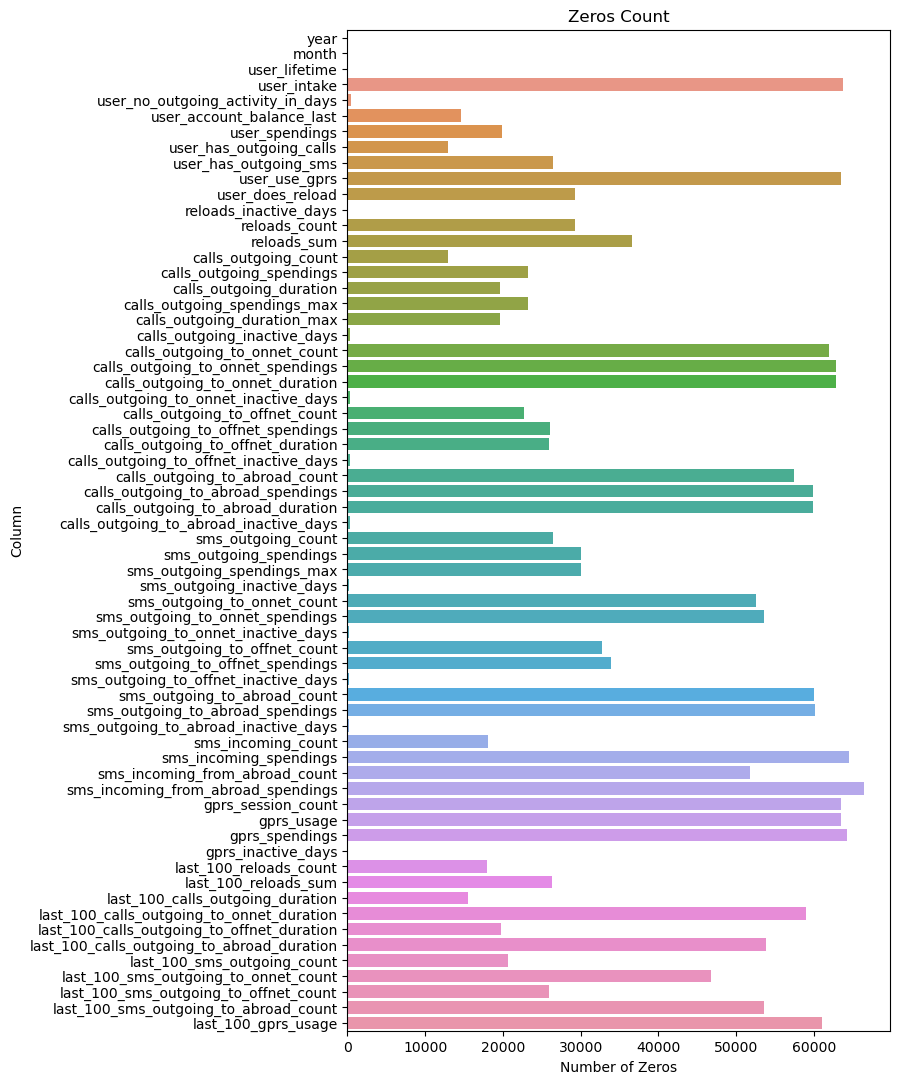 Zeros Count
year
month
user_lifetime
user_intake
user_no_outgoing_activity_in_days
user_account_balance_last
user_spendings
user_has_outgoing_calls
user_has_outgoing_sms
user_use_gprs
user_does_reload
reloads_inactive_days
reloads_count
reloads_sum
calls_outgoing_count
calls_outgoing_spendings
calls_outgoing_duration
calls_outgoing_spendings_max
calls_outgoing_duration_max
calls_outgoing_inactive_days
calls_outgoing_to_onnet_count
calls_outgoing_to_onnet_spendings
calls_outgoing_to_onnet_duration
calls_outgoing_to_onnet_inactive_days
calls_outgoing_to_offnet_count
calls_outgoing_to_offnet_spendings
calls_outgoing_to_offnet_duration
calls_outgoing_to_offnet_inactive_days
calls_outgoing_to_abroad_count
calls_outgoing_to_abroad_spendings
calls_outgoing_to_abroad_duration
calls_outgoing_to_abroad_inactive_days
sms_outgoing_count
sms_outgoing_spendings
sms_outgoing_spendings_max
sms_outgoing_inactive_days
sms_outgoing_to_onnet_count
sms_outgoing_to_onnet_spendings
sms_outgoing_to_onnet_inactive_days
sms_outgoing_to_offnet_count
sms_outgoing_to_offnet_spendings
sms_outgoing_to_offnet_inactive_days
sms_outgoing_to_abroad_count
sms_outgoing_to_abroad_spendings
sms_outgoing_to_abroad_inactive_days
sms_incoming_count
sms_incoming_spendings
sms_incoming_from_abroad_count
sms_incoming_from_abroad_spendings
gprs_session_count
gprs_usage
gprs_spendings
gprs_inactive_days
last_100_reloads_count
last_100_reloads_sum
last_100_calls_outgoing_duration
last_100_calls_outgoing_to_onnet_duration
last_100_calls_outgoing_to_offnet_duration
last_100_calls_outgoing_to_abroad_duration
last_100_sms_outgoing_count
last_100_sms_outgoing_to_onnet_count
last_100_sms_outgoing_to_offnet_count
last_100_sms_outgoing_to_abroad_count
last_100_gprs_usage
Column
0 10000 20000 30000 40000 50000 60000
Number of Zeros